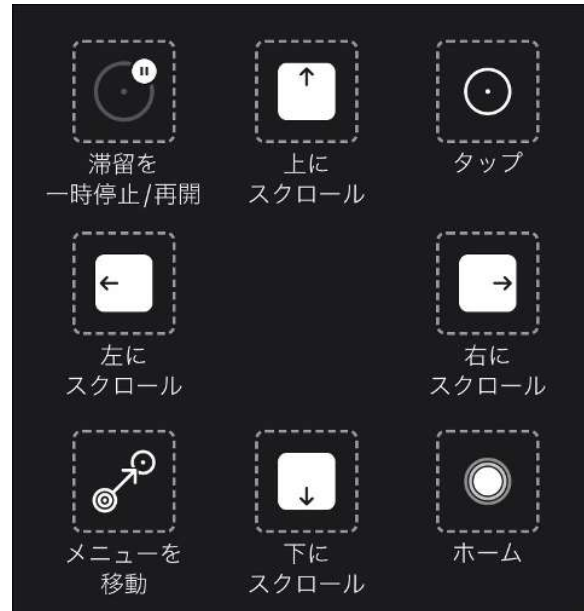 滞留を
一時停止/再開
上に
スクロール
タップ
左に
スクロール
右に
スクロール
メニューを
移動
下に
スクロール
ホーム